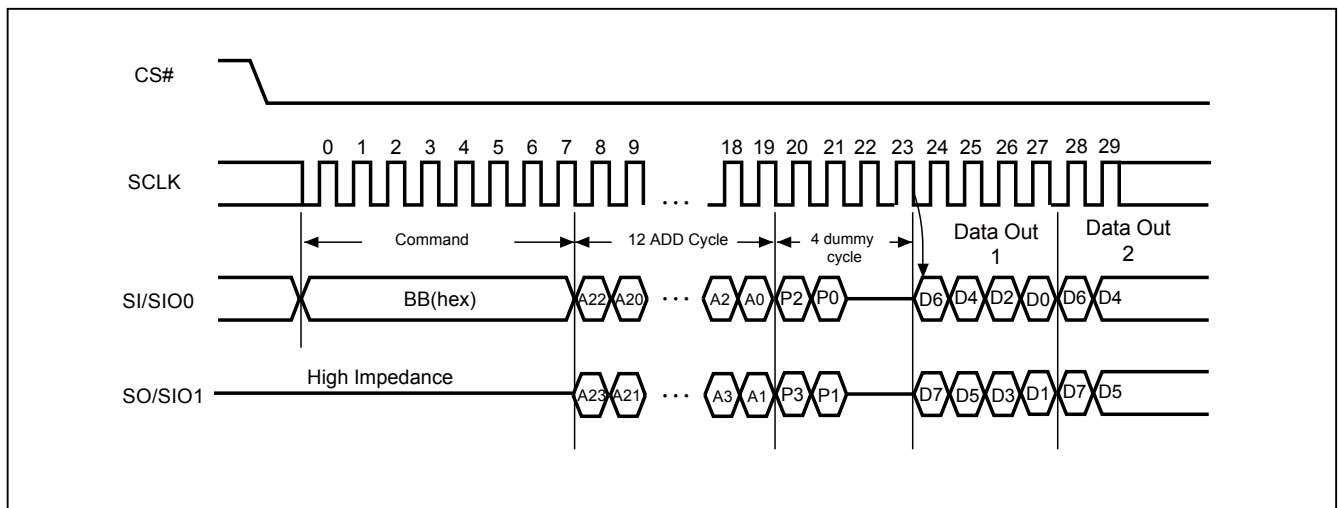 CS#
0 1 2 3 4 5 6 7 8 9 18 19 20 21 22 23 24 25 26 27 28 29
SCLK
...
Command
12 ADD Cycle
4 dummy
cycle
Data Out
1
Data Out
2
SI/SIO0
BB(hex)
A22 A20 ... A2 A0 P2 P0 D6 D4 D2 D0 D6 D4
High Impedance
SO/SIO1
A23 A21 ... A3 A1 P3 P1 D7 D5 D3 D1 D7 D5